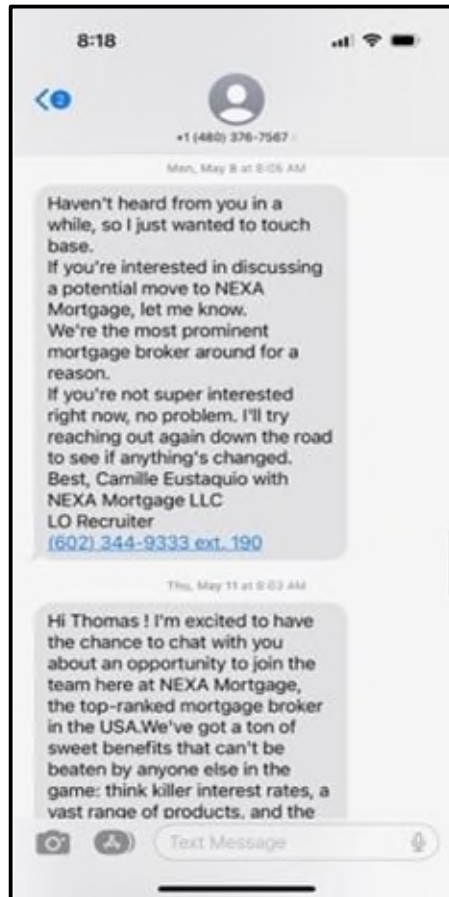 8:18
2
+1 (480) 376-7567
Mon, May 8 at 8:05 AM
Haven't heard from you in a
while, so I just wanted to touch
base.
If you're interested in discussing
a potential move to NEXA
Mortgage, let me know.
We're the most prominent
mortgage broker around for a
reason.
If you're not super interested
right now, no problem. I'll try
reaching out again down the road
to see if anything's changed.
Best, Camille Eustaquio with
NEXA Mortgage LLC
LO Recruiter
(602) 344-9333 ext. 190
Thu, May 11 at 9:03 AM
Hi Thomas ! I'm excited to have
the chance to chat with you
about an opportunity to join the
team here at NEXA Mortgage,
the top-ranked mortgage broker
in the USA.We've got a ton of
sweet benefits that can't be
beaten by anyone else in the
game: think killer interest rates, a
vast range of products, and the
Text Message